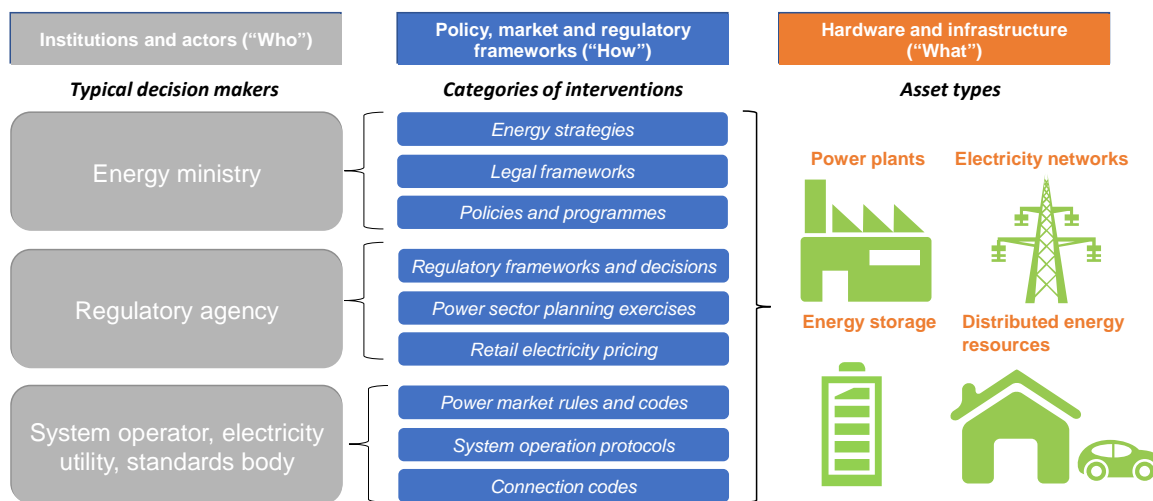 Institutions and actors (“Who”)
Policy, market and regulatory
frameworks (“How”)
Hardware and infrastructure
(“What”)
Typical decision makers
Categories of interventions
Asset types
Energy ministry
Energy strategies
Legal frameworks
Policies and programmes
Regulatory agency
Regulatory frameworks and decisions
Power sector planning exercises
Retail electricity pricing
System operator, electricity
utility, standards body
Power market rules and codes
System operation protocols
Connection codes
Power plants
Electricity networks
Energy storage
Distributed energy
resources